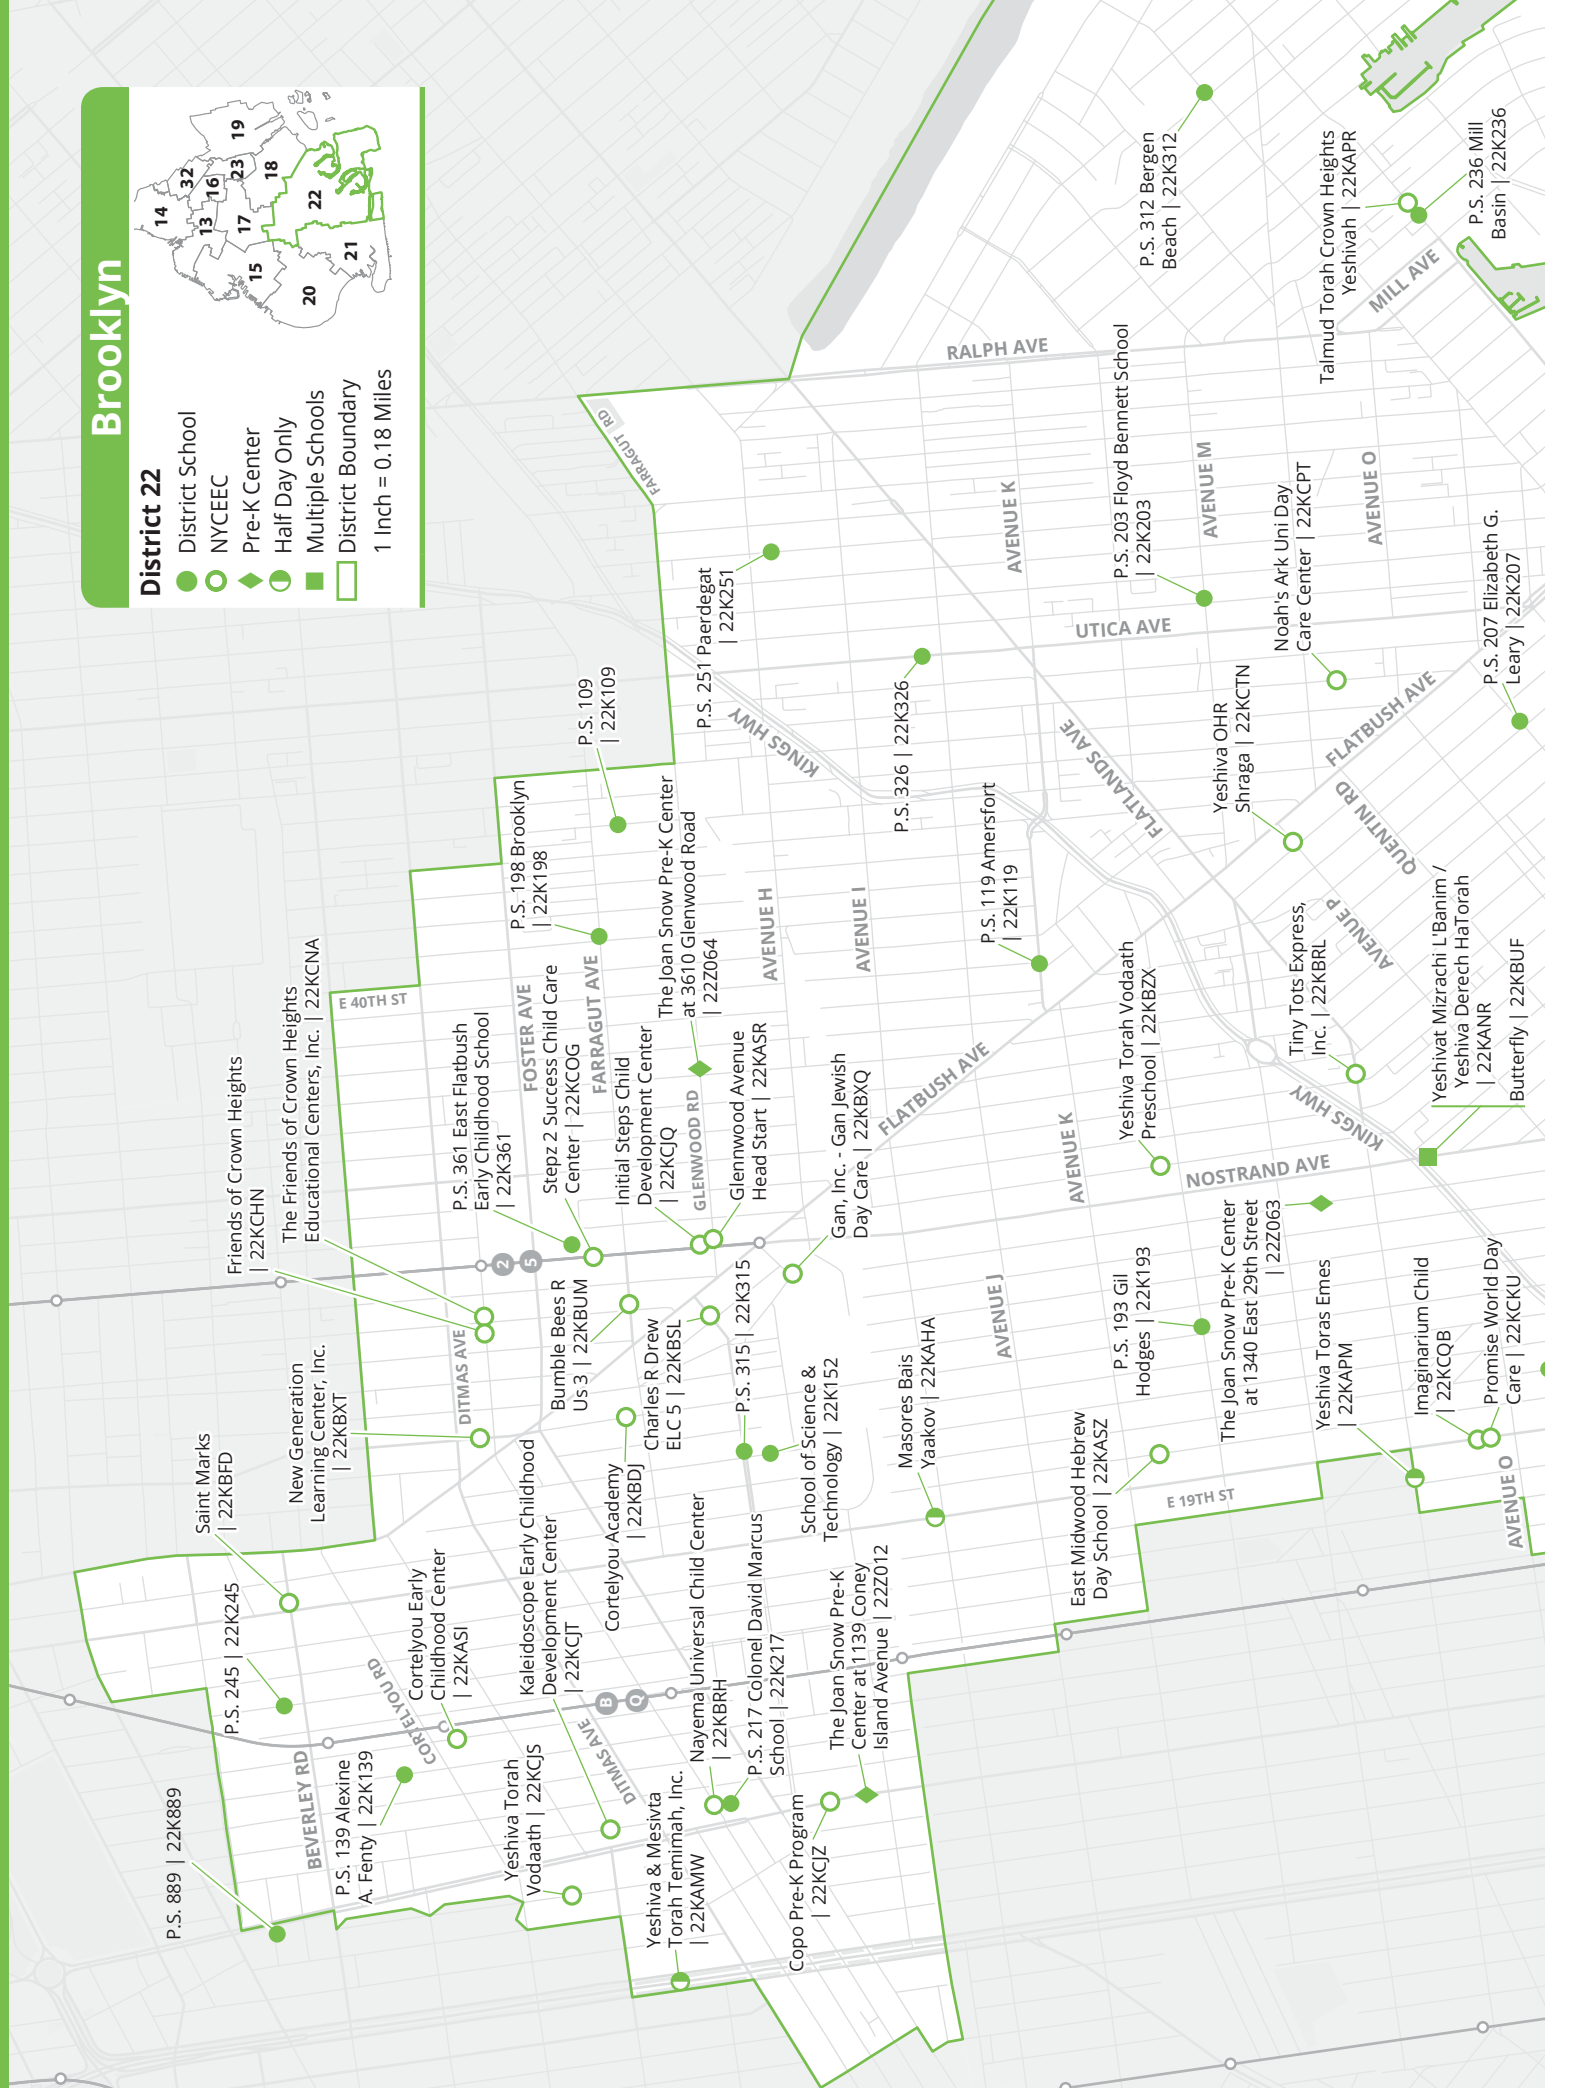 Brooklyn
District 22
District School
NYCEEC
Pre-K Center
Half Day Only
Multiple Schools
District Boundary
1 Inch = 0.18 Miles
14
32
19
13
16
23
18
17
22
15
20
21
P.S. 889 | 22K889
P.S. 245 | 22K245
Saint Marks
| 22KBFD
Friends of Crown Heights
| 22KCHN
The Friends of Crown Heights
Educational Centers, Inc. | 22KCNA
New Generation
Learning Center, Inc.
| 22KBXT
P.S. 139 Alexine
A. Fenty | 22K139
Cortelyou Early
Childhood Center
| 22KASI
P.S. 361 East Flatbush
Early Childhood School
| 22K361
P.S. 198 Brooklyn
| 22K198
P.S. 109
| 22K109
Stepz 2 Success Child Care
Center | 22KCOG
Yeshiva Torah
Vodaath | 22KCJS
Kaleidoscope Early Childhood
Development Center
| 22KCJT
Bumble Bees R
Us 3 | 22KBUM
Initial Steps Child
Development Center
| 22KCJQ
The Joan Snow Pre-K Center
at 3610 Glenwood Road
| 22Z064
Cortelyou Academy
| 22KBDJ
Charles R Drew
ELC 5 | 22KBSL
Glennwood Avenue
Head Start | 22KASR
P.S. 251 Paerdegat
| 22K251
Yeshiva & Mesivta
Torah Temimah, Inc.
| 22KAMW
Nayema Universal Child Center
| 22KBRH
P.S. 217 Colonel David Marcus
School | 22K217
P.S. 315 | 22K315
School of Science &
Technology | 22K152
Gan, Inc. - Gan Jewish
Day Care | 22KBXQ
Copo Pre-K Program
| 22KCJZ
The Joan Snow Pre-K
Center at 1139 Coney
Island Avenue | 22Z012
Masores Bais
Yaakov | 22KAHA
P.S. 326 | 22K326
P.S. 119 Amersfort
| 22K119
East Midwood Hebrew
Day School | 22KASZ
P.S. 193 Gil
Hodges | 22K193
Yeshiva Torah Vodaath
Preschool | 22KBZX
P.S. 203 Floyd Bennett School
| 22K203
P.S. 312 Bergen
Beach | 22K312
The Joan Snow Pre-K Center
at 1340 East 29th Street
| 22Z063
Yeshiva OHR
Shraga | 22KCTN
Noah's Ark Uni Day
Care Center | 22KCPT
Talmud Torah Crown Heights
Yeshivah | 22KAPR
Yeshiva Toras Emes
| 22KAPM
Tiny Tots Express,
Inc. | 22KBRL
Imaginarium Child
| 22KCQB
Yeshivat Mizrachi L'Banim /
Yeshiva Derech HaTorah
| 22KANR
Butterfly | 22KBUF
Promise World Day
Care | 22KCKU
P.S. 207 Elizabeth G.
Leary | 22K207
P.S. 236 Mill
Basin | 22K236
E 40TH ST
BEVERLEY RD
CORTELYOU RD
DITMAS AVE
DITMAS AVE
FOSTER AVE
FARRAGUT AVE
FARRAGUT RD
GLENWOOD RD
AVENUE H
AVENUE I
AVENUE J
AVENUE K
AVENUE K
AVENUE M
AVENUE O
AVENUE O
AVENUE P
QUENTIN RD
FLATBUSH AVE
FLATBUSH AVE
FLATLANDS AVE
KINGS HWY
KINGS HWY
NOSTRAND AVE
UTICA AVE
RALPH AVE
MILL AVE
E 19TH ST
2
5
B
Q